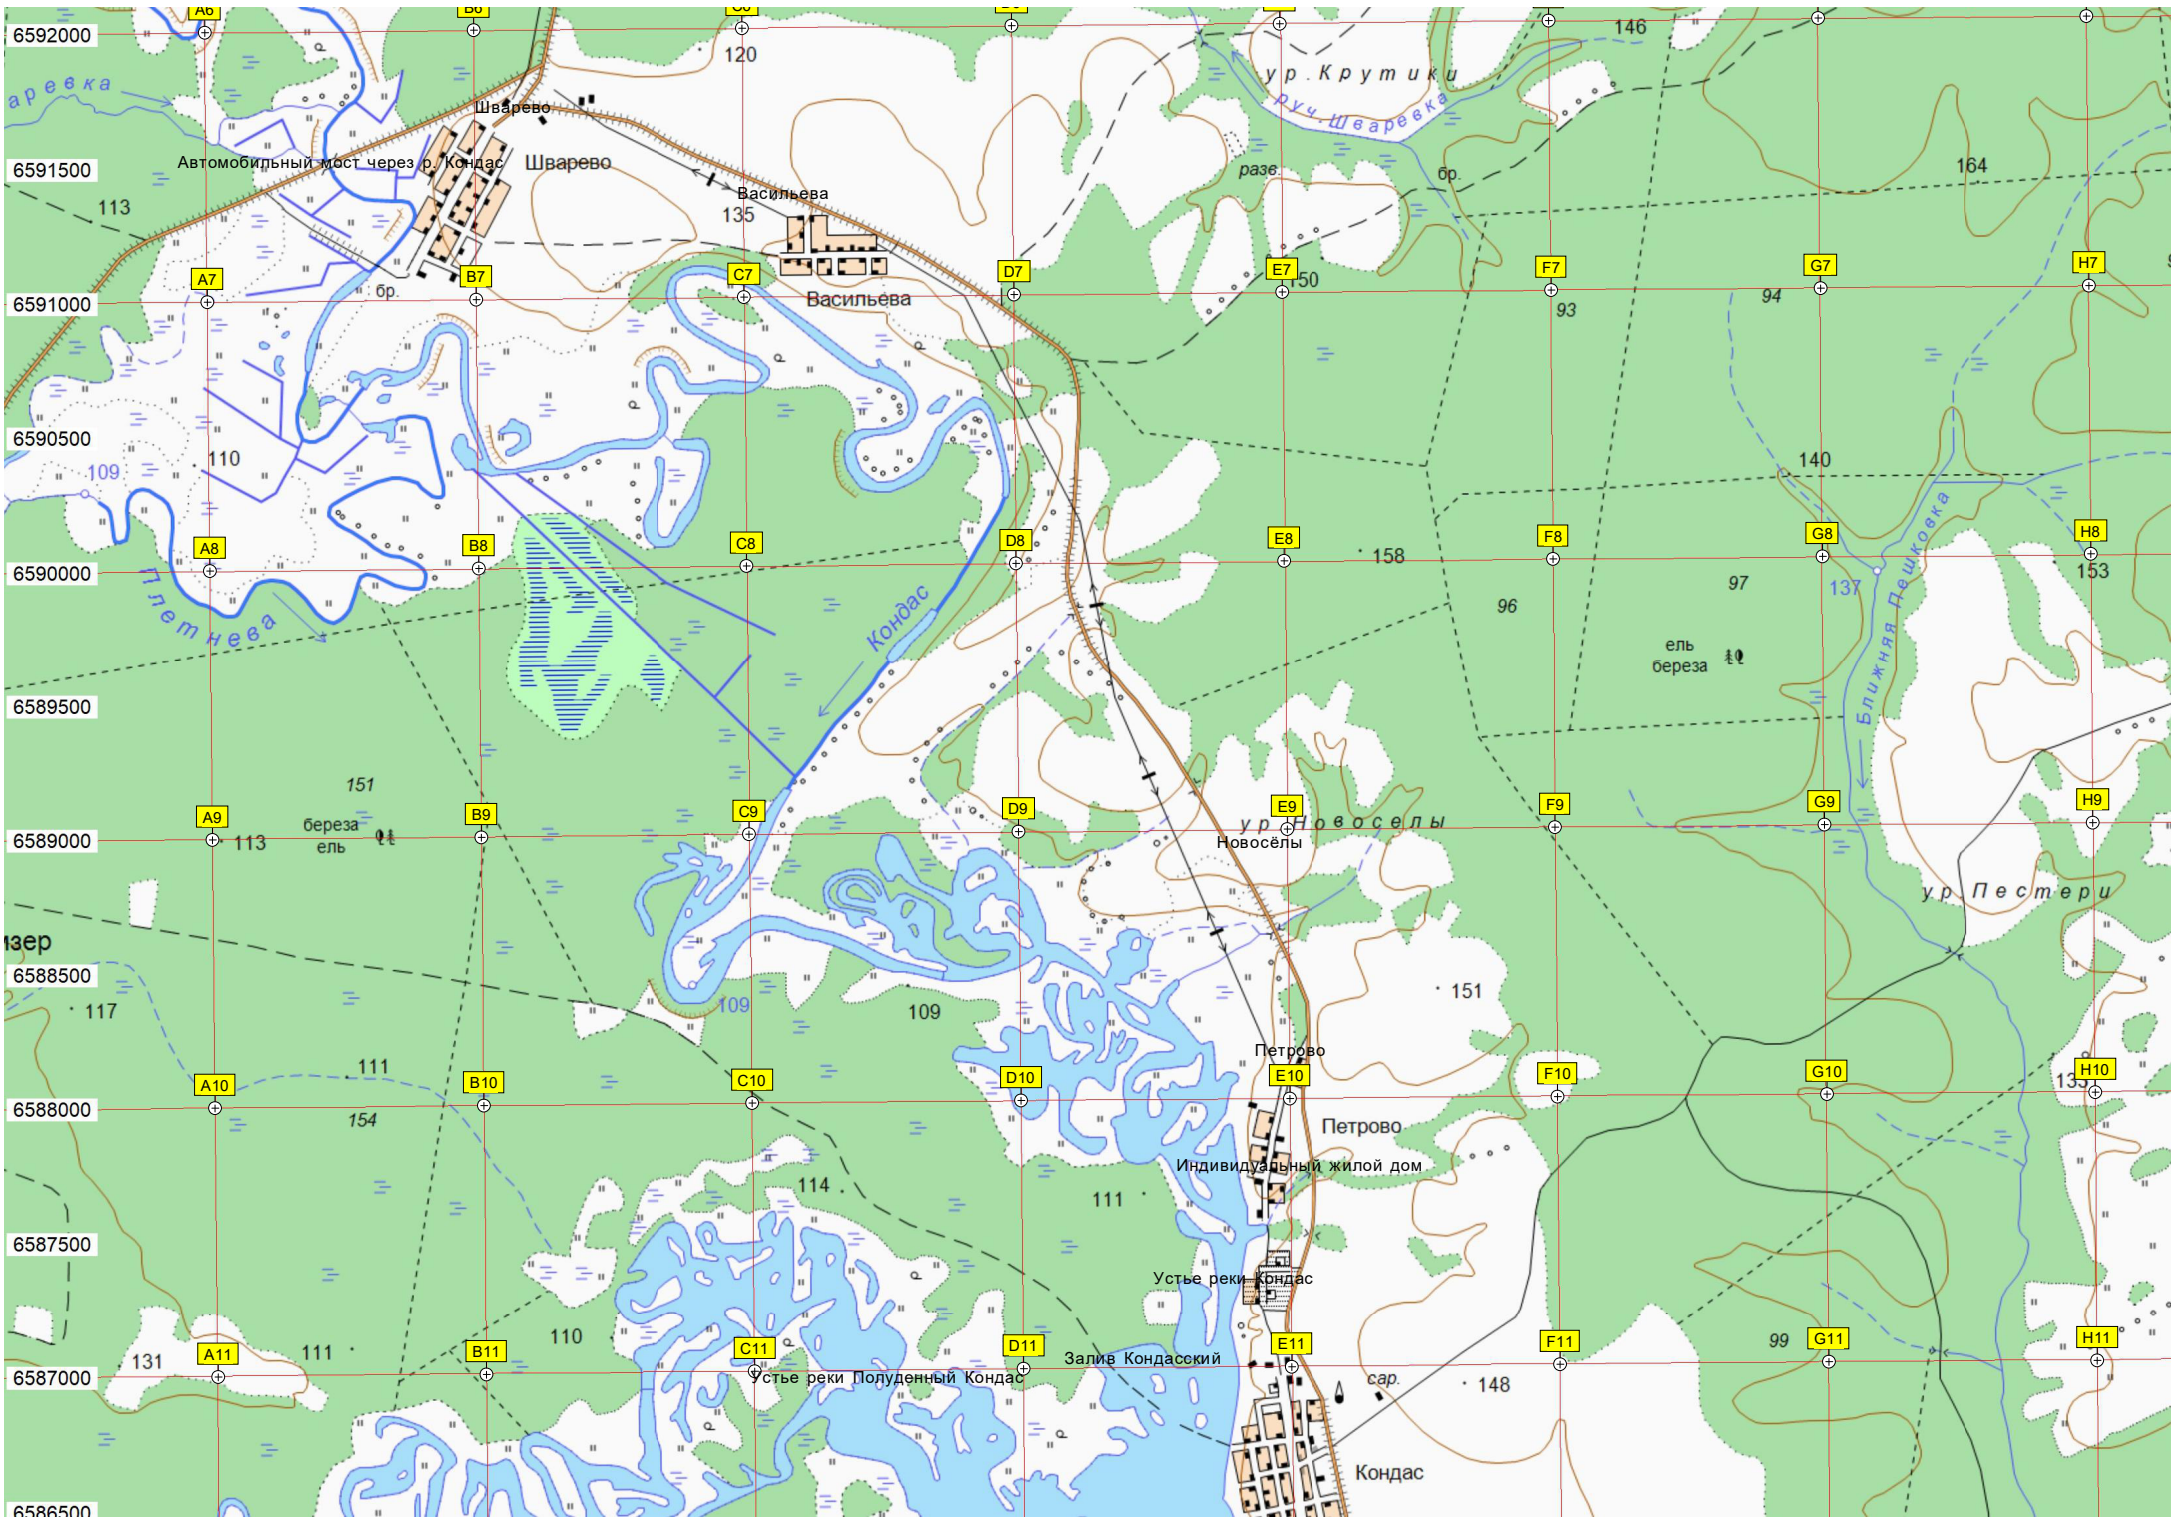 A6
B6
6592000
120
146
ур. Крутики
аревка
руч. Шваревка
Шварево
Автомобильный мост через р. Кондас
Шварево
6591500
разв.
бр.
164
Васильева
113
135
A7
B7
C7
D7
E7
F7
G7
H7
бр.
Васильева
6591000
150
93
94
6590500
109
110
140
A8
B8
C8
D8
E8
F8
G8
H8
6590000
158
153
Плетнева
Кондас
96
97
137
Ближняя Пешковка
ель
береза
6589500
151
A9
B9
C9
D9
E9
F9
G9
H9
береза
ель
6589000
113
ур. Новоселы
Новосёлы
ур. Пестери
изер
6588500
117
109
109
151
111
Петрово
A10
B10
C10
D10
E10
F10
G10
H10
6588000
154
133
Петрово
Индивидуальный жилой дом
114
111
6587500
Устье реки Кондас
110
A11
B11
C11
D11
E11
F11
G11
H11
131
111
99
Залив Кондасский
6587000
Устье реки Полуденный Кондас
сар.
148
Кондас
6586500